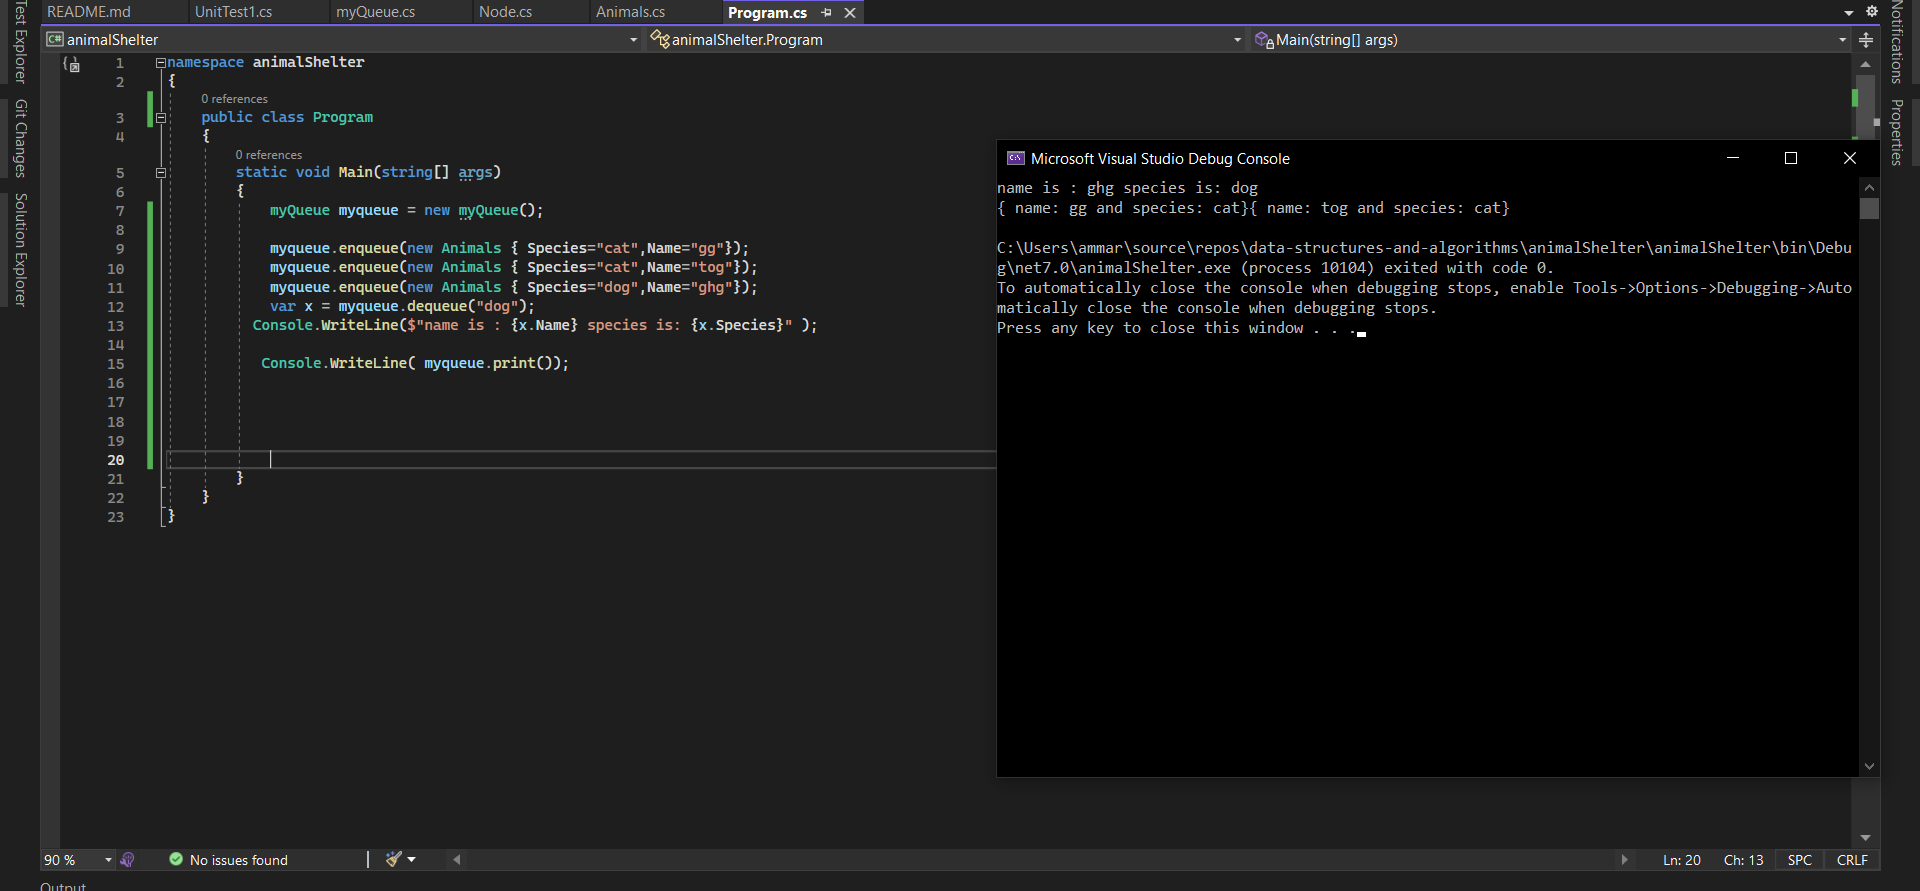 README.md UnitTest1.cs myQueue.cs Node.cs Animals.cs Program.cs
C# animalShelter animalShelter.Program Main(string[] args)
Test Explorer
Git Changes
Solution Explorer
Notifications
Properties
1 namespace animalShelter
2 {
0 references
3 public class Program
4 {
0 references
5 static void Main(string[] args)
6 {
7 myQueue myqueue = new myQueue();
8
9 myqueue.enqueue(new Animals { Species="cat",Name="gg"});
10 myqueue.enqueue(new Animals { Species="cat",Name="tog"});
11 myqueue.enqueue(new Animals { Species="dog",Name="ghg"});
12 var x = myqueue.dequeue("dog");
13 Console.WriteLine($"name is : {x.Name} species is: {x.Species}" );
14
15 Console.WriteLine( myqueue.print());
16
17
18
19
20
21 }
22 }
23 }
Microsoft Visual Studio Debug Console
name is : ghg species is: dog
{ name: gg and species: cat}{ name: tog and species: cat}
C:\Users\ammar\source\repos\data-structures-and-algorithms\animalShelter\animalShelter\bin\Debu
g\net7.0\animalShelter.exe (process 10104) exited with code 0.
To automatically close the console when debugging stops, enable Tools->Options->Debugging->Auto
matically close the console when debugging stops.
Press any key to close this window . . .
90 % No issues found Ln: 20 Ch: 13 SPC CRLF
Output